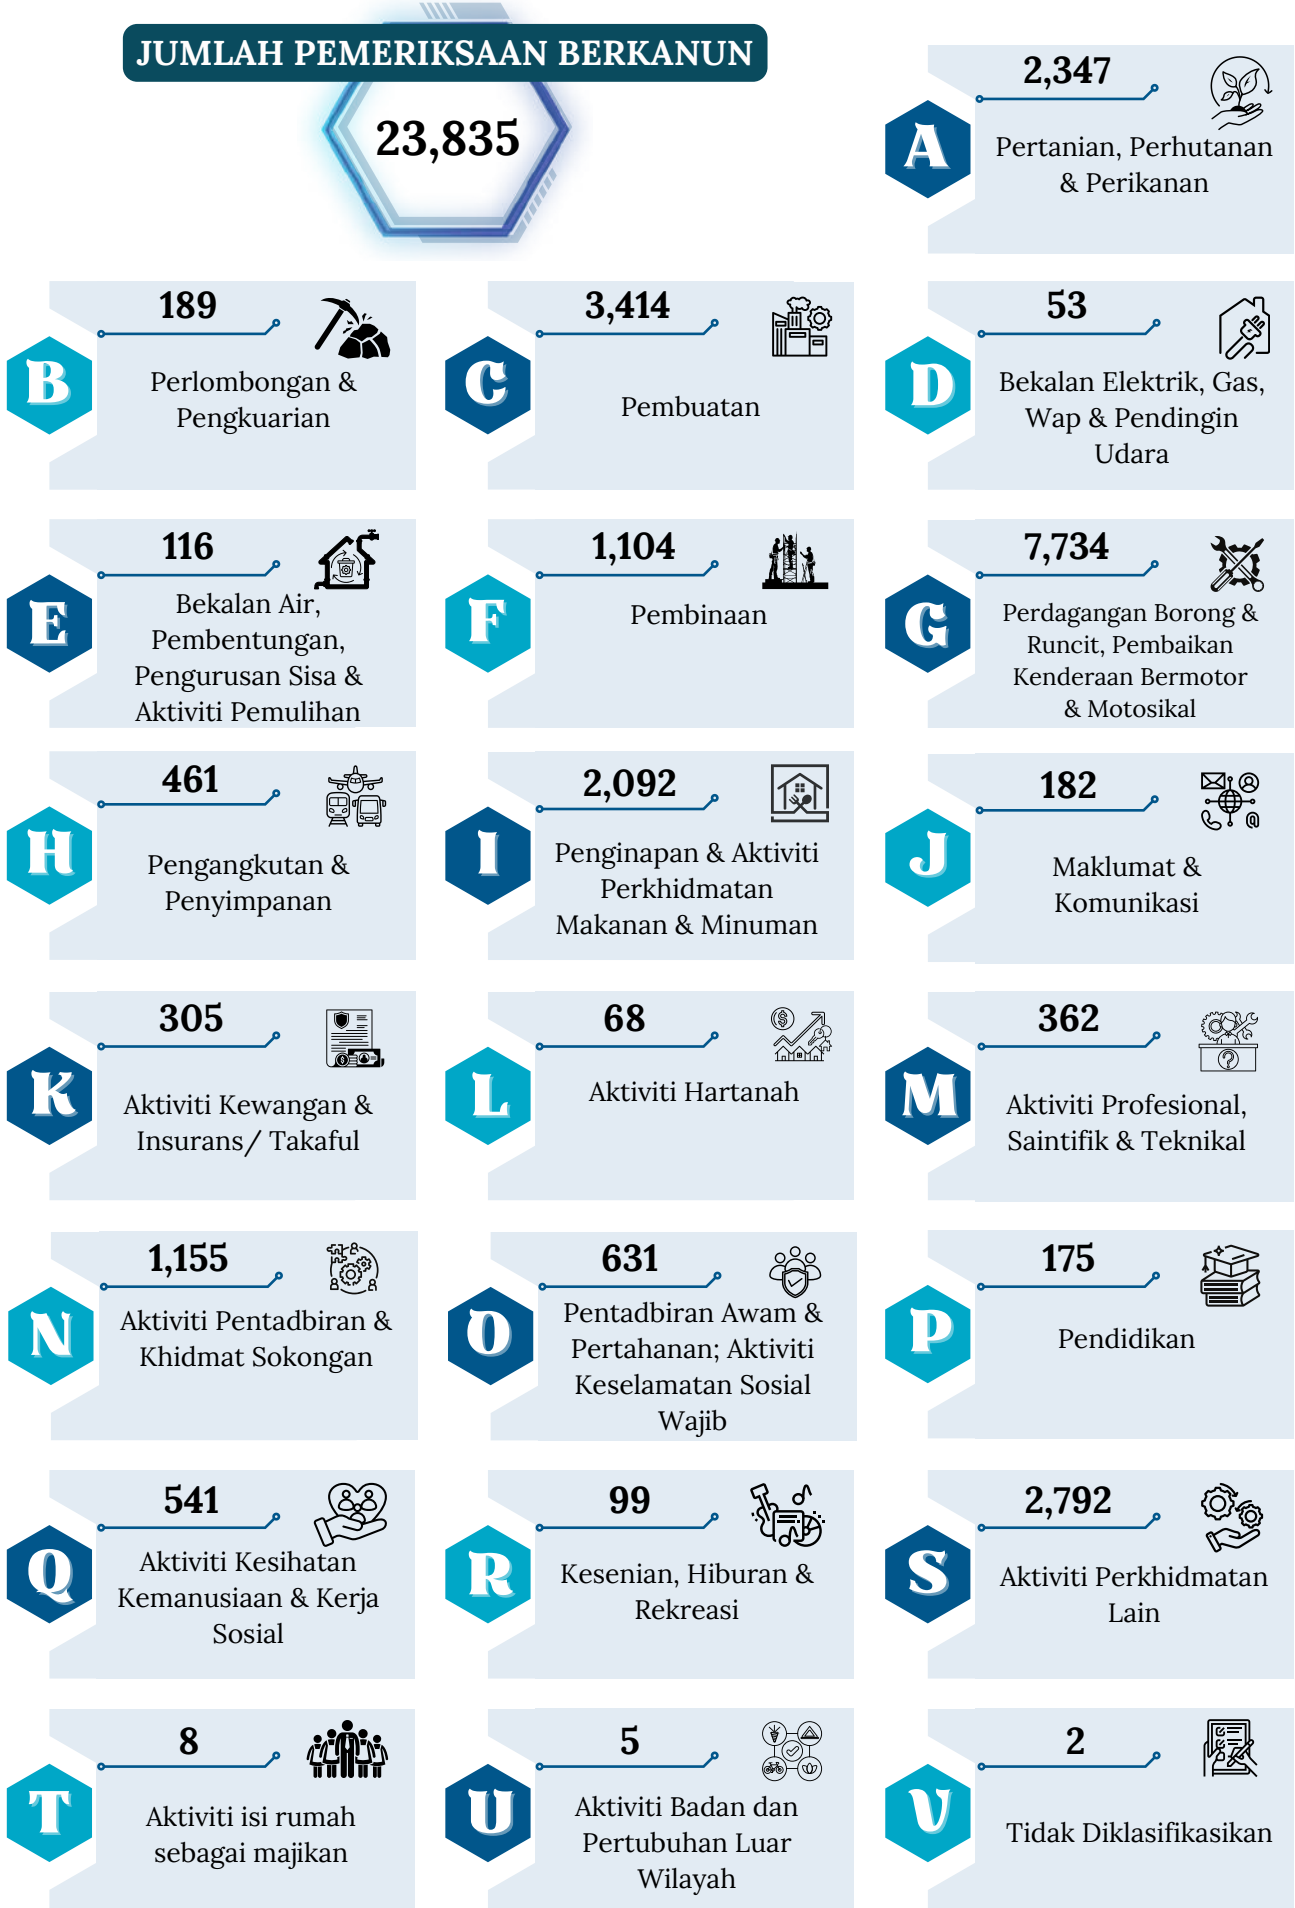 JUMLAH PEMERIKSAAN BERKANUN
23,835
A
2,347
Pertanian, Perhutanan
& Perikanan
B
189
Perlombongan &
Pengkuarian
C
3,414
Pembuatan
D
53
Bekalan Elektrik, Gas,
Wap & Pendingin
Udara
E
116
Bekalan Air,
Pembentungan,
Pengurusan Sisa &
Aktiviti Pemulihan
F
1,104
Pembinaan
G
7,734
Perdagangan Borong &
Runcit, Pembaikan
Kenderaan Bermotor
& Motosikal
H
461
Pengangkutan &
Penyimpanan
I
2,092
Penginapan & Aktiviti
Perkhidmatan
Makanan & Minuman
J
182
Maklumat &
Komunikasi
K
305
Aktiviti Kewangan &
Insurans/ Takaful
L
68
Aktiviti Hartanah
M
362
Aktiviti Profesional,
Saintifik & Teknikal
N
1,155
Aktiviti Pentadbiran &
Khidmat Sokongan
O
631
Pentadbiran Awam &
Pertahanan; Aktiviti
Keselamatan Sosial
Wajib
P
175
Pendidikan
Q
541
Aktiviti Kesihatan
Kemanusiaan & Kerja
Sosial
R
99
Kesenian, Hiburan &
Rekreasi
S
2,792
Aktiviti Perkhidmatan
Lain
T
8
Aktiviti isi rumah
sebagai majikan
U
5
Aktiviti Badan dan
Pertubuhan Luar
Wilayah
V
2
Tidak Diklasifikasikan